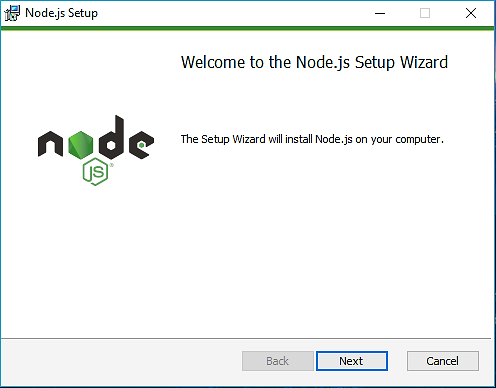 Node.js Setup
Welcome to the Node.js Setup Wizard
The Setup Wizard will install Node.js on your computer.
node
JS
Back
Next
Cancel